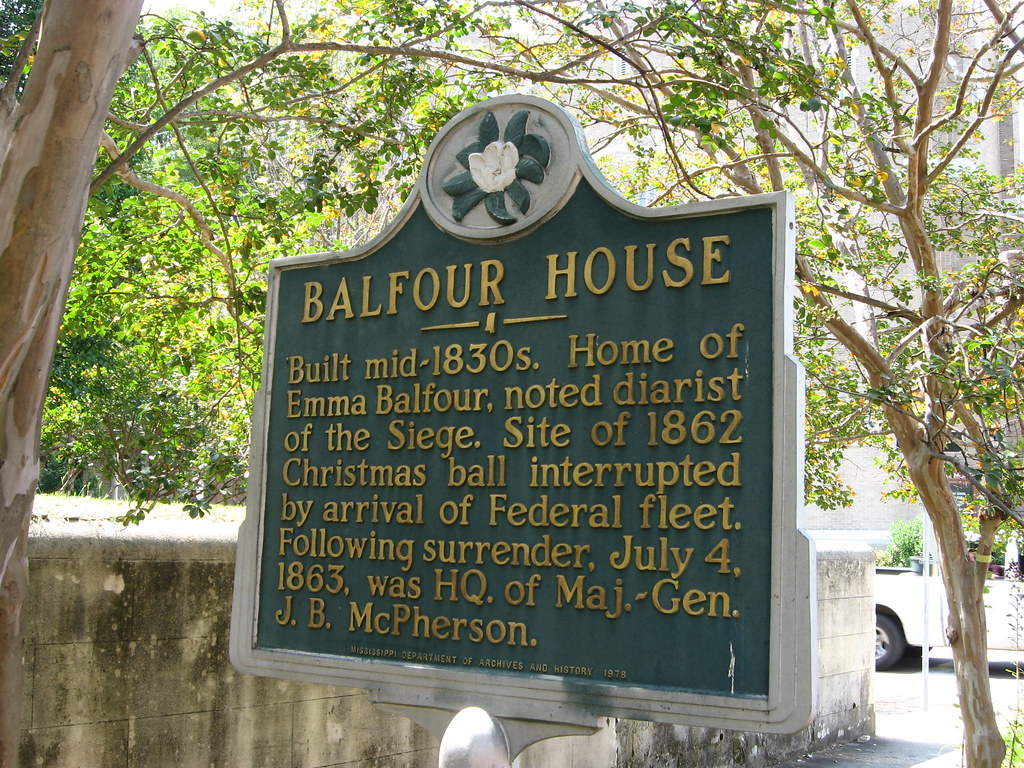 BALFOUR HOUSE
Built mid-1830s. Home of
Emma Balfour, noted diarist
of the Siege. Site of 1862
Christmas ball interrupted
by arrival of Federal fleet.
Following surrender, July 4,
1863, was HQ. of Maj.-Gen.
J. B. McPherson.
MISSISSIPPI DEPARTMENT OF ARCHIVES AND HISTORY 1978